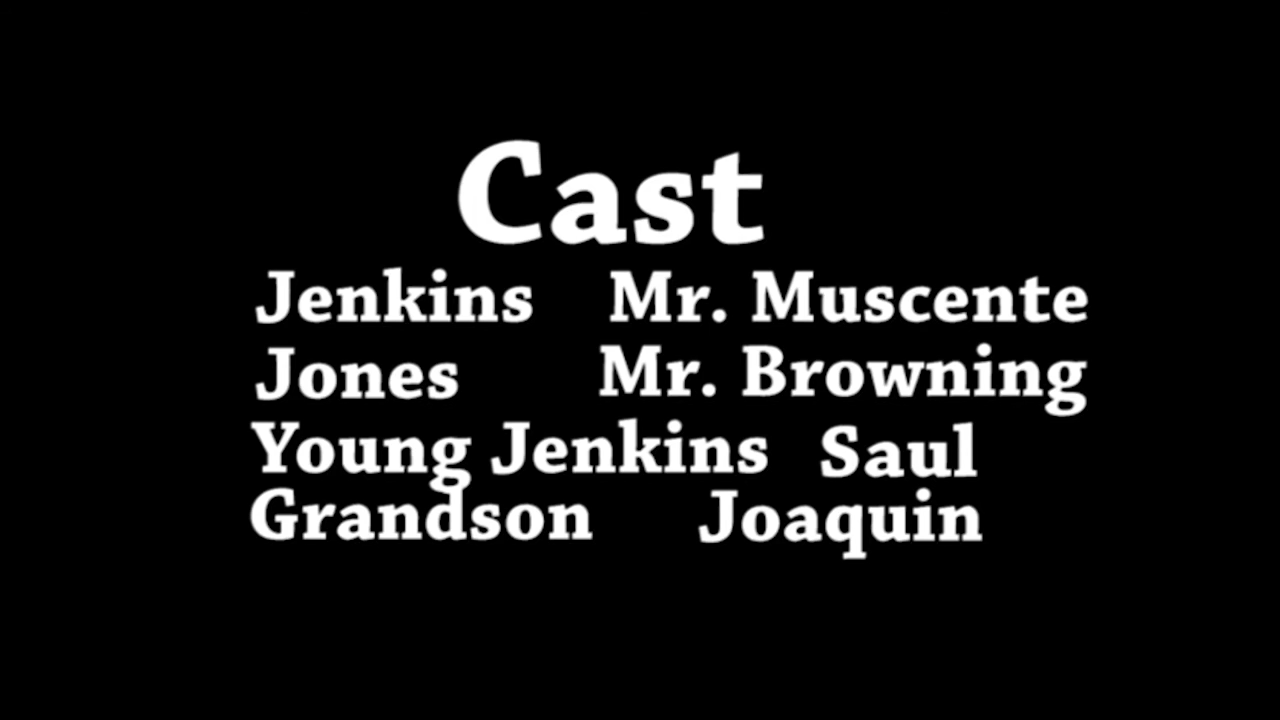 Cast
Jenkins Mr. Muscente
Jones Mr. Browning
Young Jenkins Saul
Grandson Joaquin